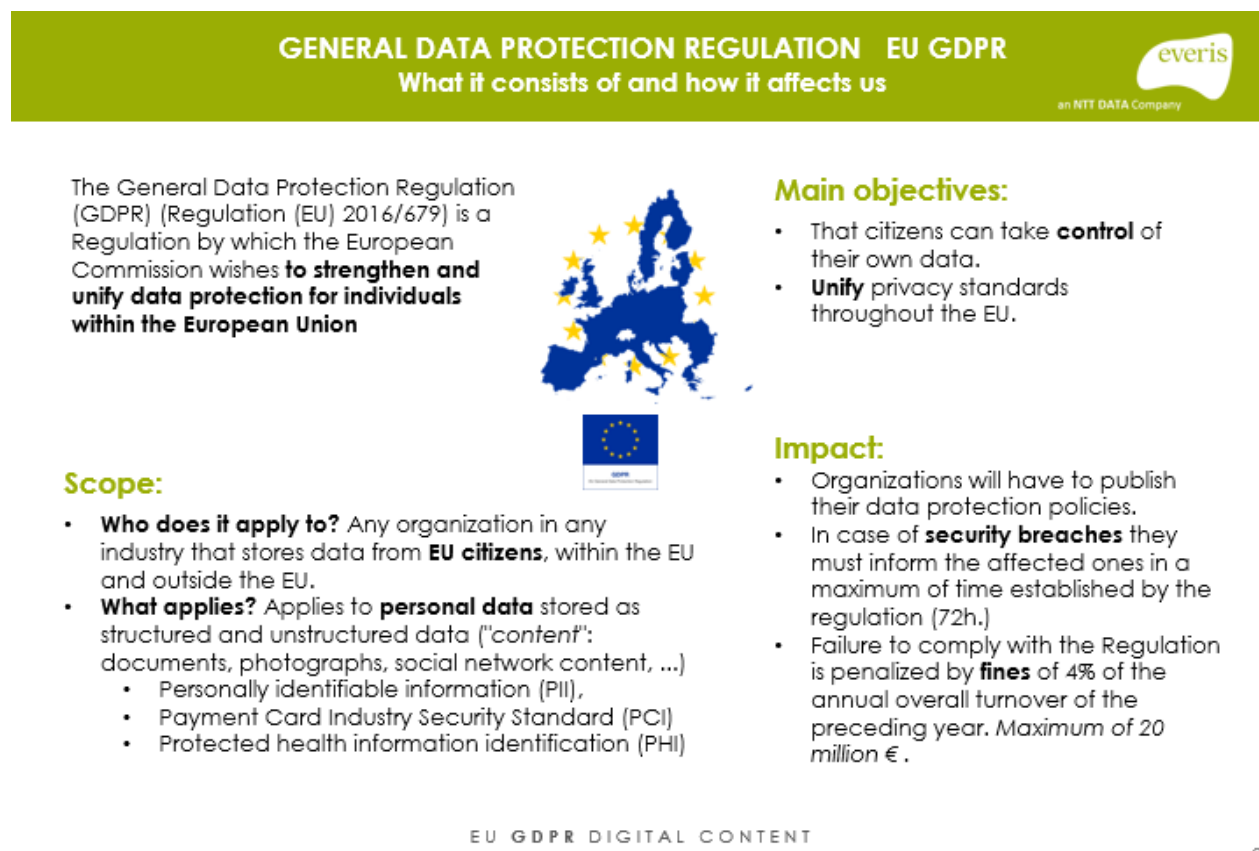 GENERAL DATA PROTECTION REGULATION EU GDPR
What it consists of and how it affects us
everis
an NTT DATA Company
The General Data Protection Regulation
(GDPR) (Regulation (EU) 2016/679) is a
Regulation by which the European
Commission wishes to strengthen and
unify data protection for individuals
within the European Union
Main objectives:
• That citizens can take control of
their own data.
• Unify privacy standards
throughout the EU.
GDPR
Scope:
• Who does it apply to? Any organization in any
industry that stores data from EU citizens, within the EU
and outside the EU.
• What applies? Applies to personal data stored as
structured and unstructured data ("content":
documents, photographs, social network content, ...)
• Personally identifiable information (PII),
• Payment Card Industry Security Standard (PCI)
• Protected health information identification (PHI)
Impact:
• Organizations will have to publish
their data protection policies.
• In case of security breaches they
must inform the affected ones in a
maximum of time established by the
regulation (72h.)
• Failure to comply with the Regulation
is penalized by fines of 4% of the
annual overall turnover of the
preceding year. Maximum of 20
million € .
EU GDPR DIGITAL CONTENT